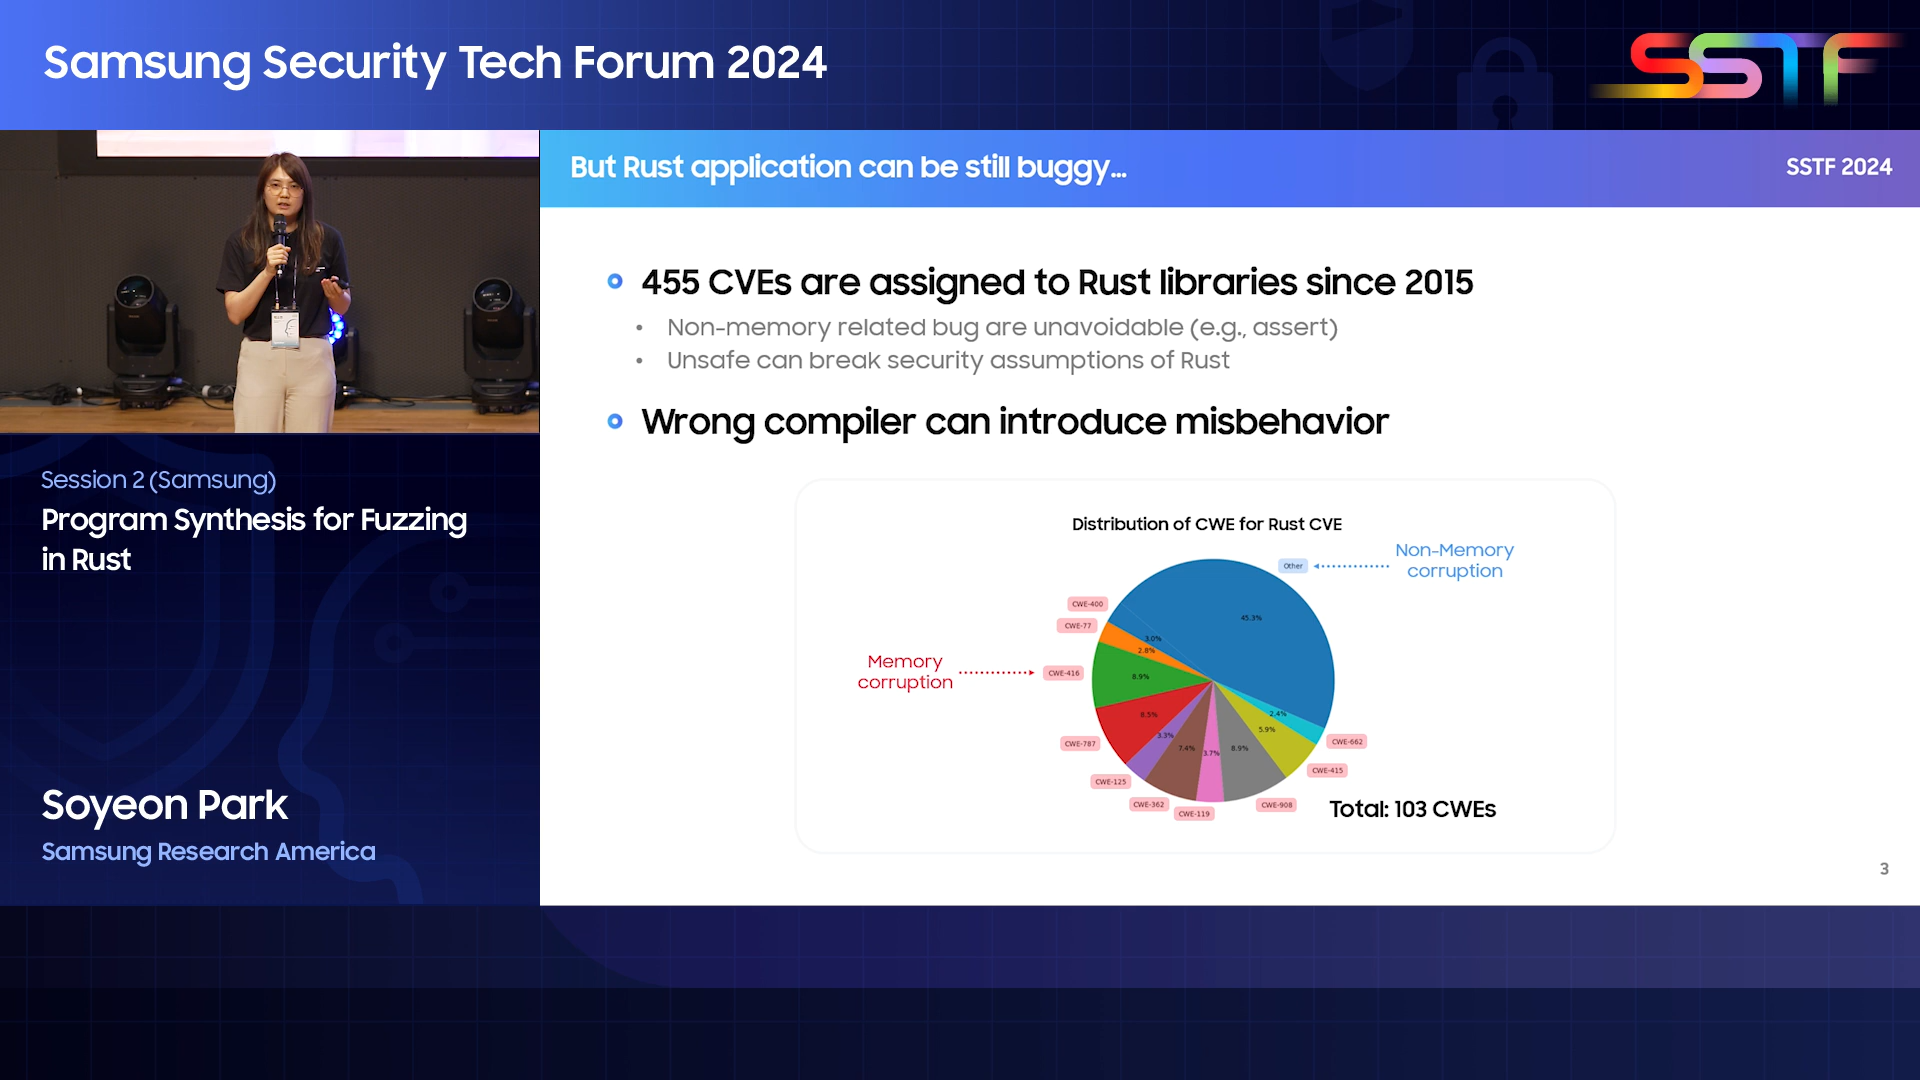 Samsung Security Tech Forum 2024
SSTF
But Rust application can be still buggy...
SSTF 2024
455 CVEs are assigned to Rust libraries since 2015
Non-memory related bug are unavoidable (e.g., assert)
Unsafe can break security assumptions of Rust
Wrong compiler can introduce misbehavior
Session 2 (Samsung)
Program Synthesis for Fuzzing
in Rust
Soyeon Park
Samsung Research America
Distribution of CWE for Rust CVE
Non-Memory
corruption
Other
45.3%
CWE-400
3.0%
CWE-77
2.8%
Memory
corruption
CWE-416
8.9%
CWE-787
8.5%
CWE-125
3.3%
CWE-362
7.4%
CWE-119
3.7%
CWE-908
8.9%
CWE-415
5.9%
CWE-662
2.4%
Total: 103 CWEs
3